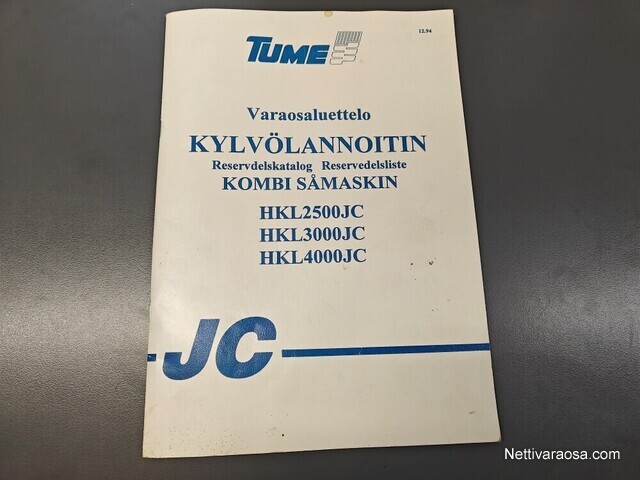 TUME
12.94
Varaosaluettelo
KYLVÖLANNOITIN
Reservdelskatalog Reservedelsliste
KOMBI SÅMASKIN
HKL2500JC
HKL3000JC
HKL4000JC
JC
Nettivaraosa.com